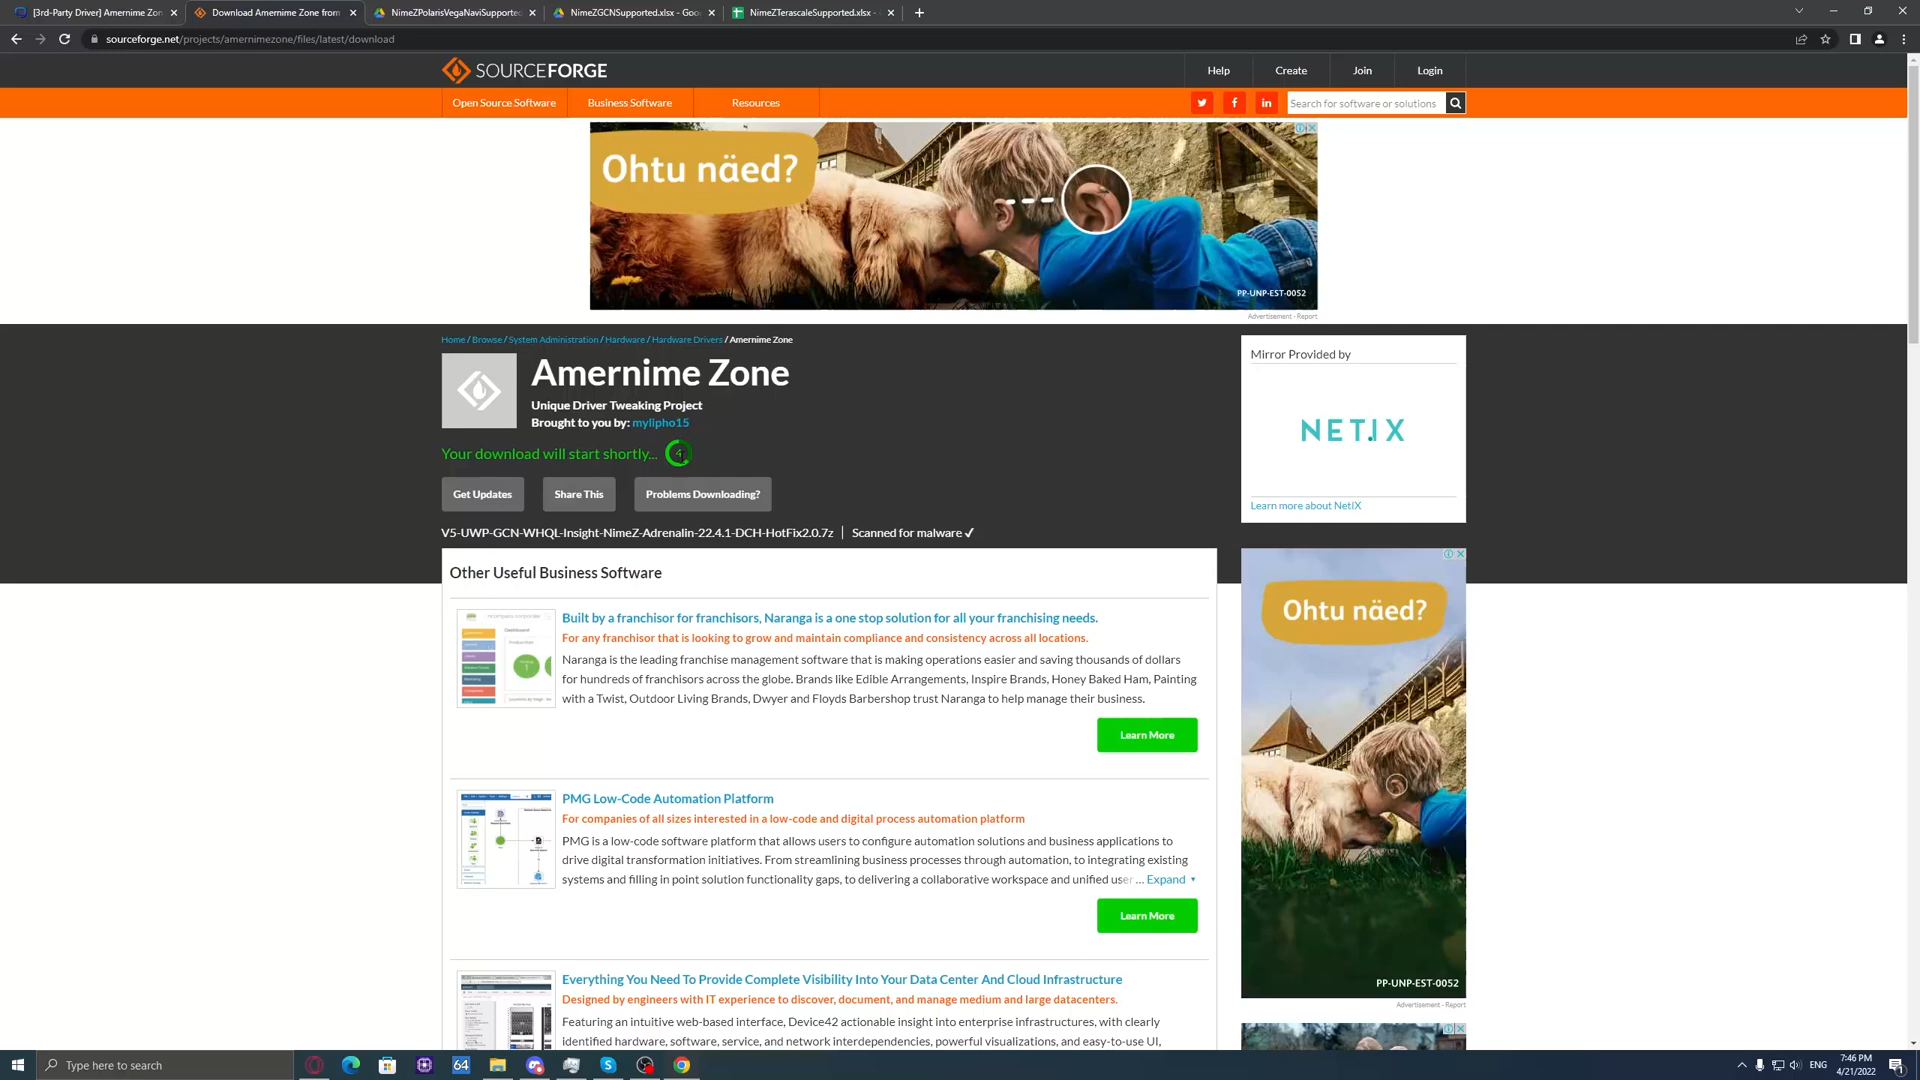 [3rd-Party Driver] Amernime Zon
Download Amernime Zone from
NimeZPolarisVegaNaviSupported
NimeZGCNSupported.xlsx - Goo
NimeZTerascaleSupported.xlsx -
sourceforge.net/projects/amernimezone/files/latest/download
SOURCEFORGE
Help
Create
Join
Login
Open Source Software
Business Software
Resources
Search for software or solutions
Ohtu näed?
PP-UNP-EST-0052
Advertisement - Report
Home / Browse / System Administration / Hardware / Hardware Drivers / Amernime Zone
Amernime Zone
Unique Driver Tweaking Project
Brought to you by: mylipho15
Your download will start shortly... 4
Get Updates
Share This
Problems Downloading?
V5-UWP-GCN-WHQL-Insight-NimeZ-Adrenalin-22.4.1-DCH-HotFix2.0.7z | Scanned for malware ✓
Mirror Provided by
NETIX
Learn more about NetIX
Other Useful Business Software
Built by a franchisor for franchisors, Naranga is a one stop solution for all your franchising needs.
For any franchisor that is looking to grow and maintain compliance and consistency across all locations.
Naranga is the leading franchise management software that is making operations easier and saving thousands of dollars
for hundreds of franchisors across the globe. Brands like Edible Arrangements, Inspire Brands, Honey Baked Ham, Painting
with a Twist, Outdoor Living Brands, Dwyer and Floyds Barbershop trust Naranga to help manage their business.
Learn More
PMG Low-Code Automation Platform
For companies of all sizes interested in a low-code and digital process automation platform
PMG is a low-code software platform that allows users to configure automation solutions and business applications to
drive digital transformation initiatives. From streamlining business processes through automation, to integrating existing
systems and filling in point solution functionality gaps, to delivering a collaborative workspace and unified user ... Expand
Learn More
Everything You Need To Provide Complete Visibility Into Your Data Center And Cloud Infrastructure
Designed by engineers with IT experience to discover, document, and manage medium and large datacenters.
Featuring an intuitive web-based interface, Device42 actionable insight into enterprise infrastructures, with clearly
identified hardware, software, service, and network interdependencies, powerful visualizations, and easy-to-use UI,
Ohtu näed?
PP-UNP-EST-0052
Advertisement - Report
Type here to search
64
ENG
7:46 PM
4/21/2022
1